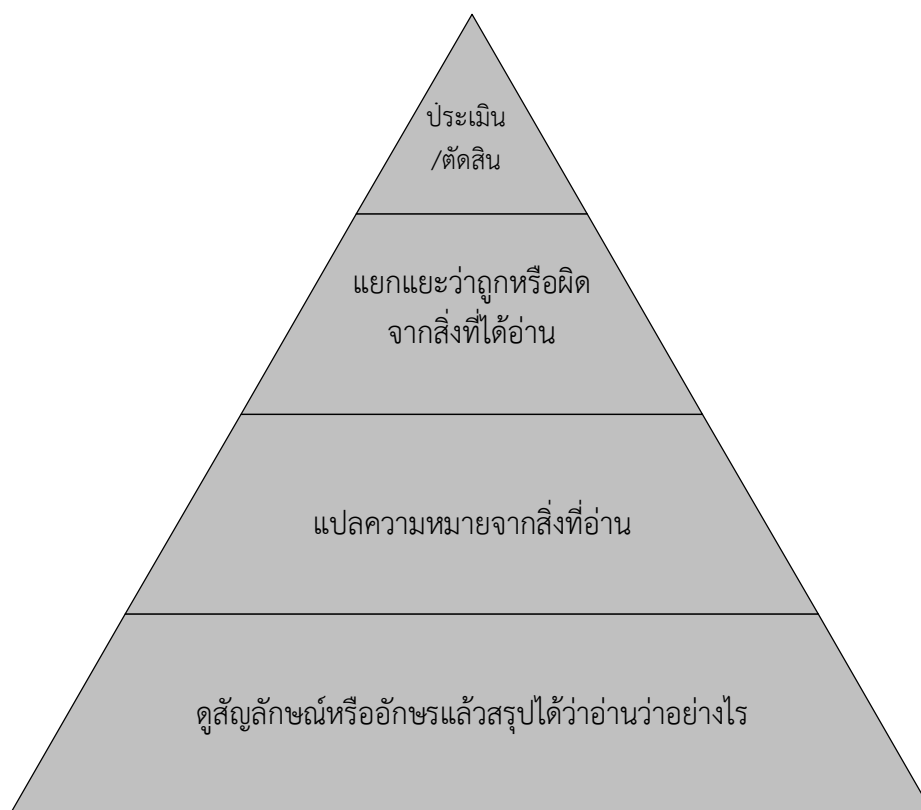 ประเมิน
/ตัดสิน
แยกแยะว่าถูกหรือผิด
จากสิ่งที่ได้อ่าน
แปลความหมายจากสิ่งที่อ่าน
ดูสัญลักษณ์หรืออักษรแล้วสรุปได้ว่าอ่านว่าอย่างไร